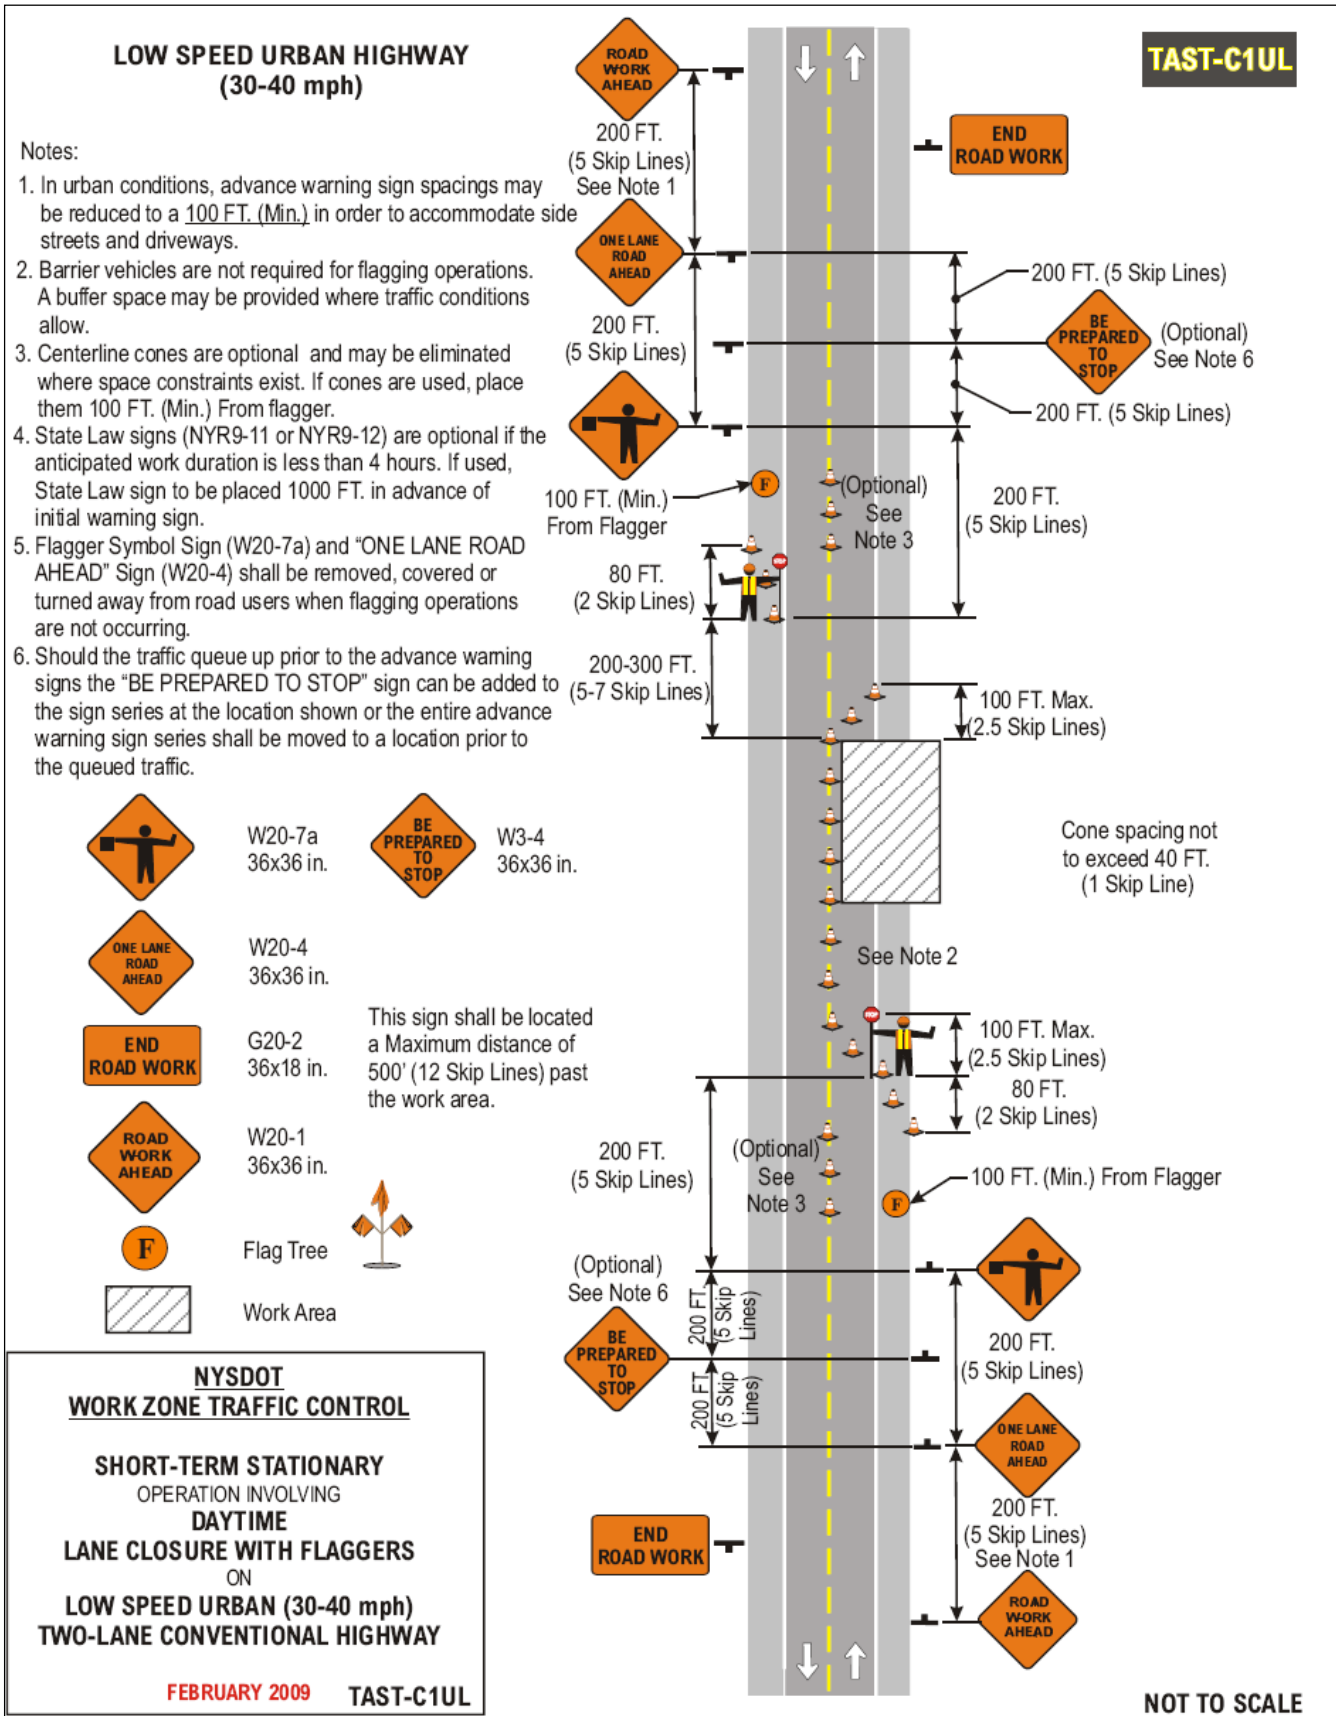 LOW SPEED URBAN HIGHWAY
(30-40 mph)
TAST-C1UL
Notes:
1. In urban conditions, advance warning sign spacings may
be reduced to a 100 FT. (Min.) in order to accommodate side
streets and driveways.
2. Barrier vehicles are not required for flagging operations.
A buffer space may be provided where traffic conditions
allow.
3. Centerline cones are optional and may be eliminated
where space constraints exist. If cones are used, place
them 100 FT. (Min.) From flagger.
4. State Law signs (NYR9-11 or NYR9-12) are optional if the
anticipated work duration is less than 4 hours. If used,
State Law sign to be placed 1000 FT. in advance of
initial warning sign.
5. Flagger Symbol Sign (W20-7a) and “ONE LANE ROAD
AHEAD” Sign (W20-4) shall be removed, covered or
turned away from road users when flagging operations
are not occurring.
6. Should the traffic queue up prior to the advance warning
signs the “BE PREPARED TO STOP” sign can be added to
the sign series at the location shown or the entire advance
warning sign series shall be moved to a location prior to
the queued traffic.
W20-7a
36x36 in.
BE
PREPARED
TO
STOP
W3-4
36x36 in.
ONE LANE
ROAD
AHEAD
W20-4
36x36 in.
END
ROAD WORK
G20-2
36x18 in.
This sign shall be located
a Maximum distance of
500' (12 Skip Lines) past
the work area.
ROAD
WORK
AHEAD
W20-1
36x36 in.
F
Flag Tree
Work Area
NYSDOT
WORK ZONE TRAFFIC CONTROL
SHORT-TERM STATIONARY
OPERATION INVOLVING
DAYTIME
LANE CLOSURE WITH FLAGGERS
ON
LOW SPEED URBAN (30-40 mph)
TWO-LANE CONVENTIONAL HIGHWAY
FEBRUARY 2009
TAST-C1UL
ROAD
WORK
AHEAD
200 FT.
(5 Skip Lines)
See Note 1
END
ROAD WORK
ONE LANE
ROAD
AHEAD
200 FT.
(5 Skip Lines)
200 FT. (5 Skip Lines)
BE
PREPARED
TO
STOP
(Optional)
See Note 6
200 FT. (5 Skip Lines)
F
100 FT. (Min.)
From Flagger
(Optional)
See
Note 3
200 FT.
(5 Skip Lines)
STOP
80 FT.
(2 Skip Lines)
200-300 FT.
(5-7 Skip Lines)
100 FT. Max.
(2.5 Skip Lines)
Cone spacing not
to exceed 40 FT.
(1 Skip Line)
See Note 2
STOP
100 FT. Max.
(2.5 Skip Lines)
80 FT.
(2 Skip Lines)
200 FT.
(5 Skip Lines)
(Optional)
See
Note 3
F
100 FT. (Min.) From Flagger
(Optional)
See Note 6
BE
PREPARED
TO
STOP
200 FT.
(5 Skip
Lines)
200 FT.
(5 Skip
Lines)
200 FT.
(5 Skip Lines)
ONE LANE
ROAD
AHEAD
200 FT.
(5 Skip Lines)
See Note 1
END
ROAD WORK
ROAD
WORK
AHEAD
NOT TO SCALE